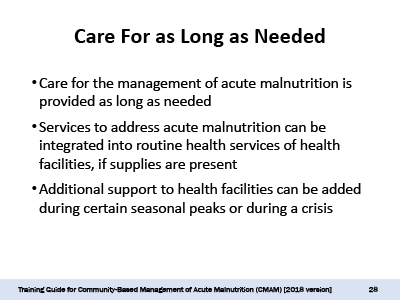 Care For as Long as Needed
• Care for the management of acute malnutrition is
provided as long as needed
• Services to address acute malnutrition can be
integrated into routine health services of health
facilities, if supplies are present
• Additional support to health facilities can be added
during certain seasonal peaks or during a crisis
Training Guide for Community-Based Management of Acute Malnutrition (CMAM) [2018 version] 28